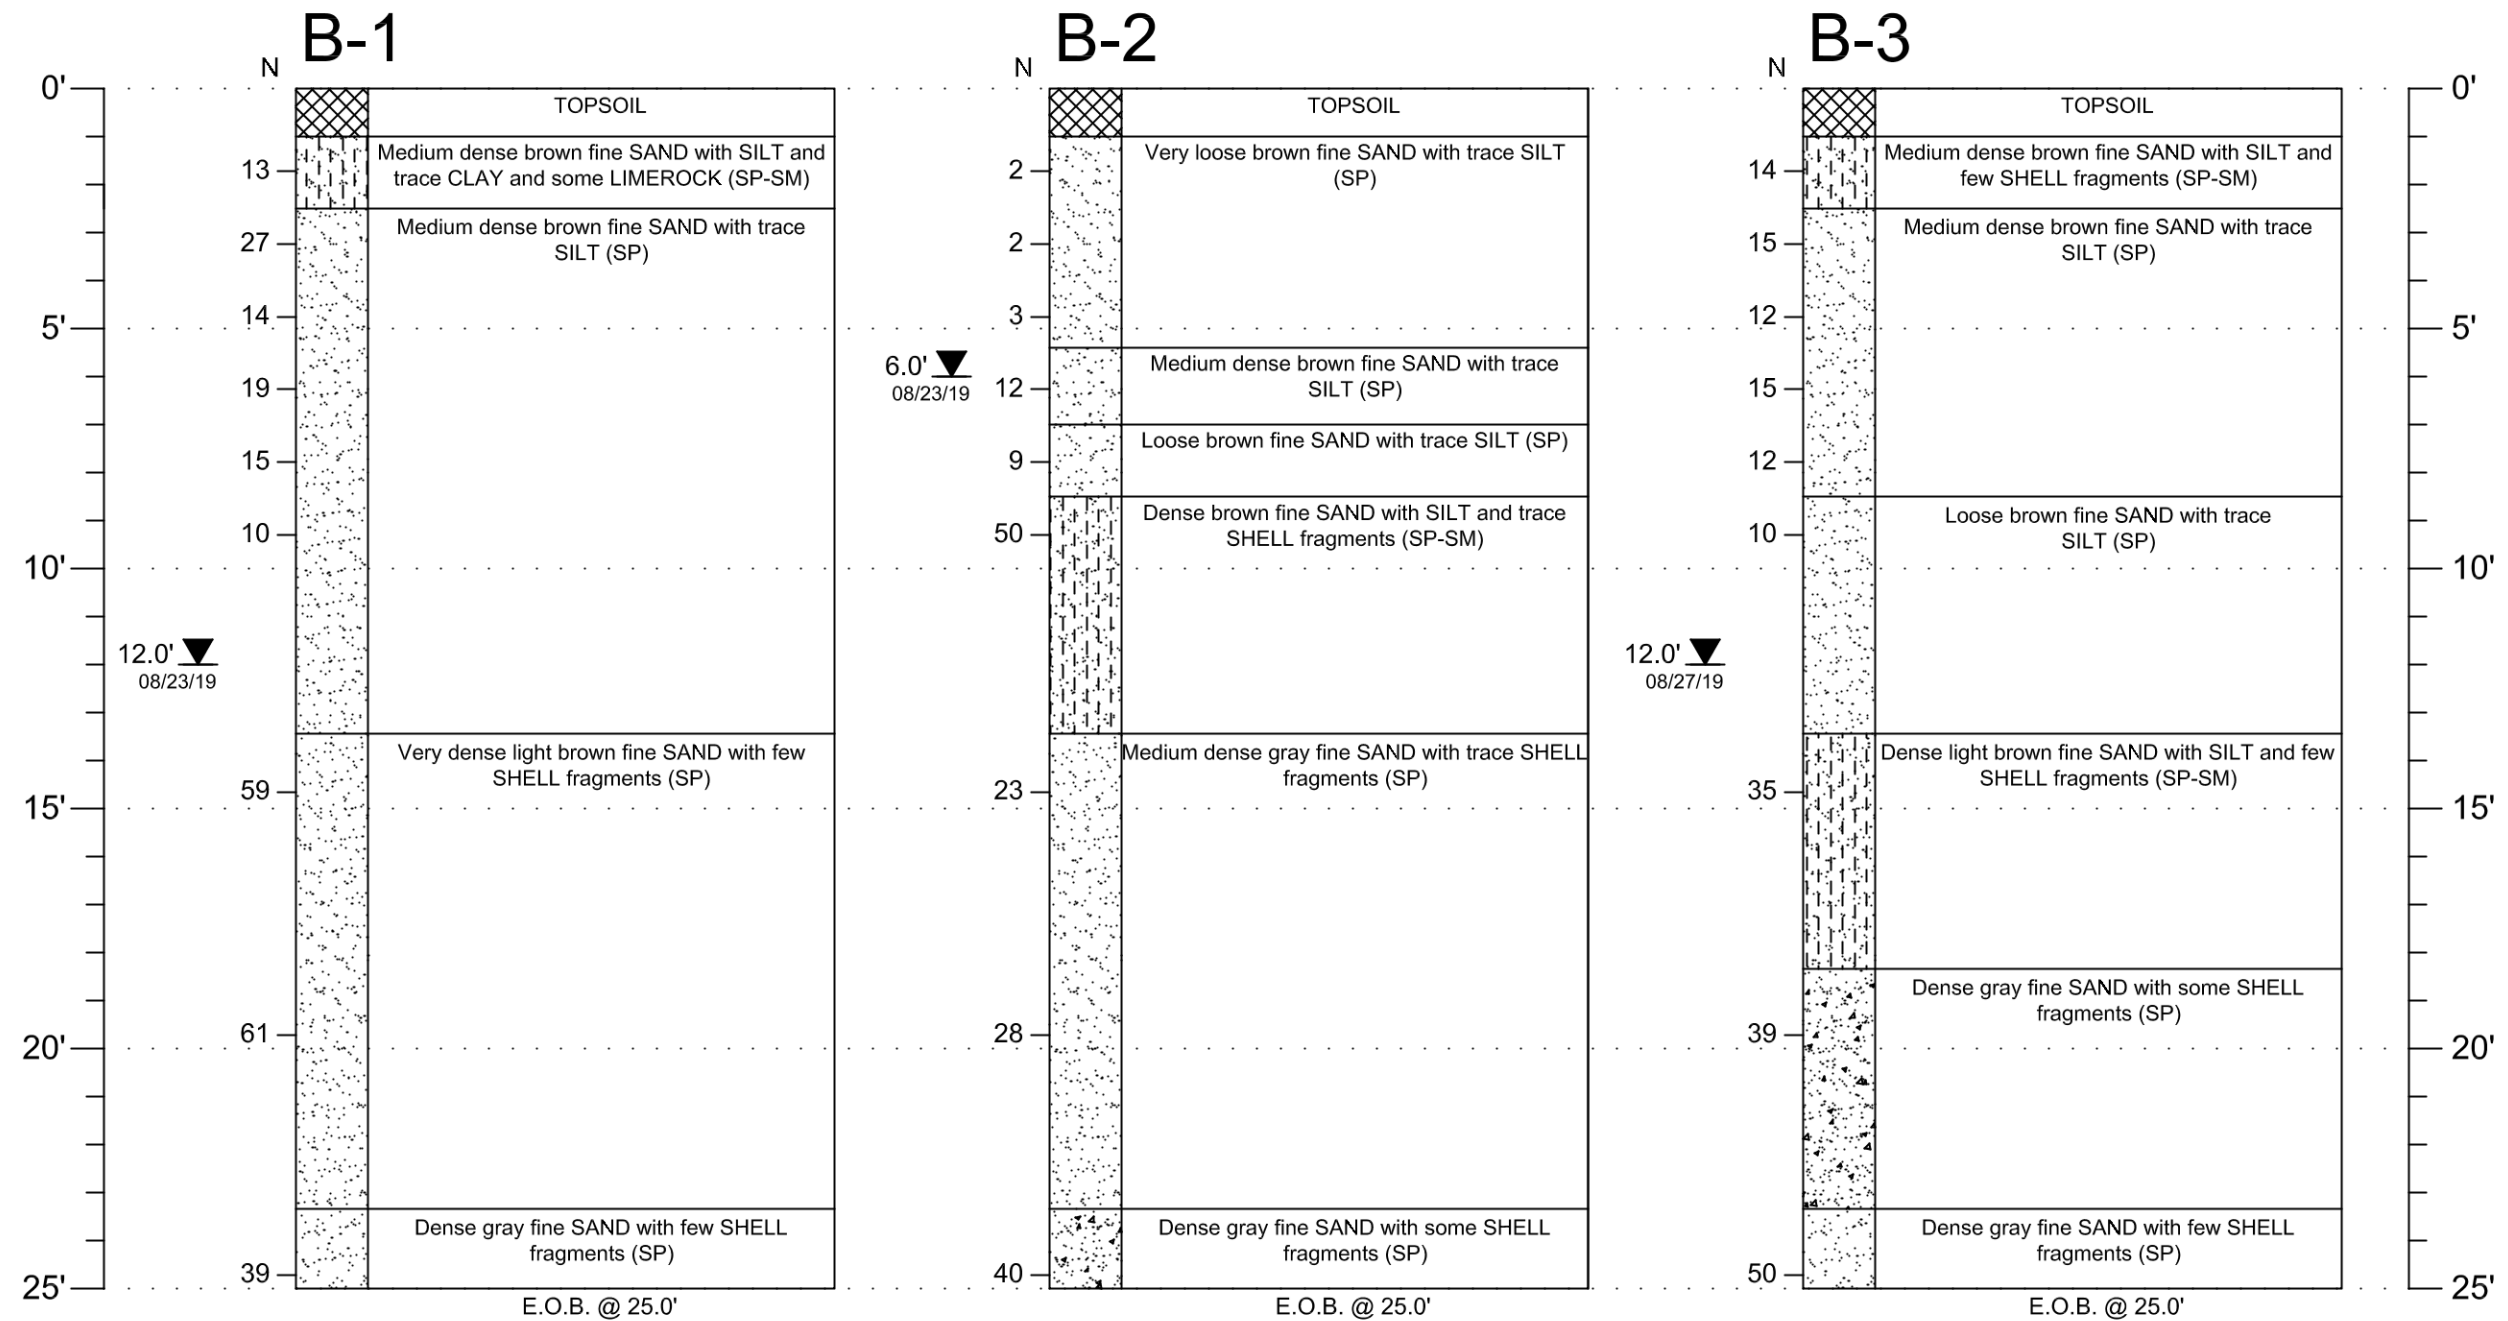 B-1
N
0'
5'
10'
15'
20'
25'
12.0'
08/23/19
13
27
14
19
15
10
59
61
39
TOPSOIL
Medium dense brown fine SAND with SILT and
trace CLAY and some LIMEROCK (SP-SM)
Medium dense brown fine SAND with trace
SILT (SP)
Very dense light brown fine SAND with few
SHELL fragments (SP)
Dense gray fine SAND with few SHELL
fragments (SP)
E.O.B. @ 25.0'
B-2
N
6.0'
08/23/19
2
2
3
12
9
50
23
28
40
TOPSOIL
Very loose brown fine SAND with trace SILT
(SP)
Medium dense brown fine SAND with trace
SILT (SP)
Loose brown fine SAND with trace SILT (SP)
Dense brown fine SAND with SILT and trace
SHELL fragments (SP-SM)
Medium dense gray fine SAND with trace SHELL
fragments (SP)
Dense gray fine SAND with some SHELL
fragments (SP)
E.O.B. @ 25.0'
B-3
N
12.0'
08/27/19
14
15
12
15
12
10
35
39
50
TOPSOIL
Medium dense brown fine SAND with SILT and
few SHELL fragments (SP-SM)
Medium dense brown fine SAND with trace
SILT (SP)
Loose brown fine SAND with trace
SILT (SP)
Dense light brown fine SAND with SILT and few
SHELL fragments (SP-SM)
Dense gray fine SAND with some SHELL
fragments (SP)
Dense gray fine SAND with few SHELL
fragments (SP)
E.O.B. @ 25.0'
0'
5'
10'
15'
20'
25'